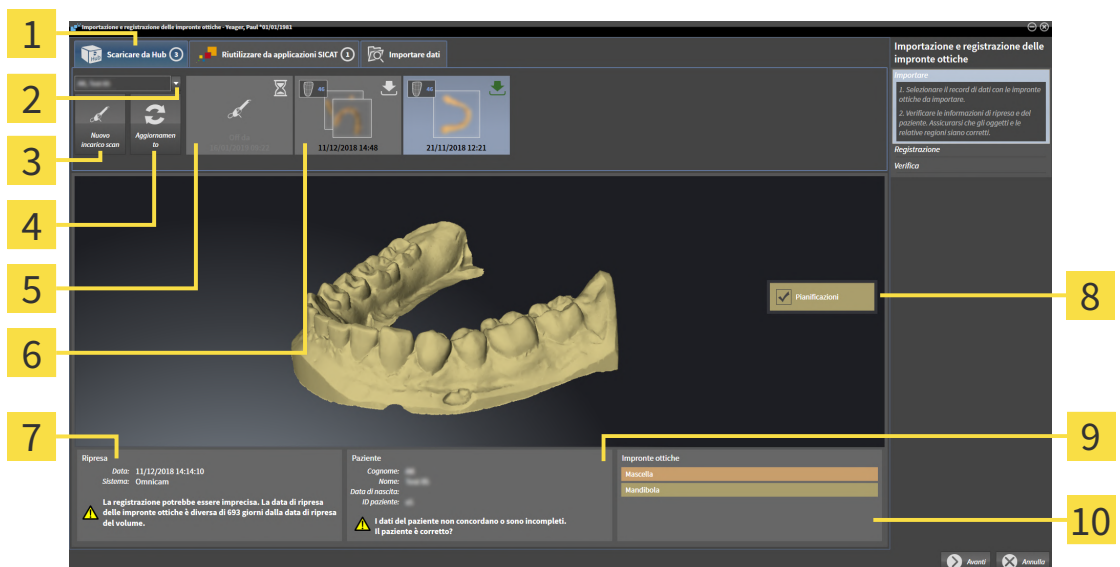 Importazione e registrazione delle impronte ottiche - Yeager, Paul *01/01/1981
1
Scaricare da Hub 3
Riutilizzare da applicazioni SICAT 1
Importare dati
2
3
Nuovo
incarico scan
4
Aggiornamen
to
5
6
46
11/12/2018 14:48
46
21/11/2018 12:21
Importazione e registrazione delle
impronte ottiche
Importare
1. Selezionare il record di dati con le impronte
ottiche da importare.
2. Verificare le informazioni di ripresa e del
paziente. Assicurarsi che gli oggetti e le
relative regioni siano corretti.
Registrazione
Verifica
Pianificazioni
8
7
Ripresa
Data: 11/12/2018 14:14:10
Sistema: Omnicam
La registrazione potrebbe essere imprecisa. La data di ripresa
delle impronte ottiche è diversa di 693 giorni dalla data di ripresa
del volume.
Paziente
Cognome:
Nome:
Data di nascita:
ID paziente:
I dati del paziente non concordano o sono incompleti.
Il paziente è corretto?
9
Impronte ottiche
Mascella
Mandibola
10
Avanti
Annulla